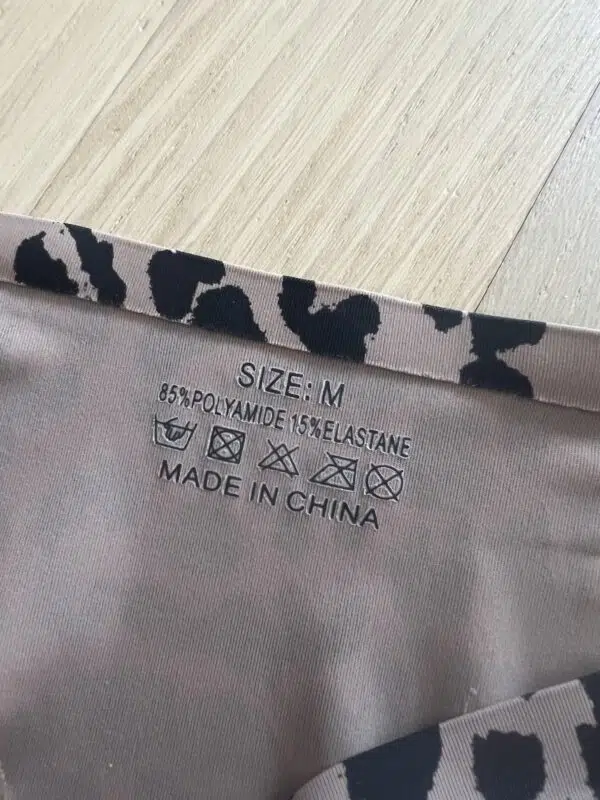 SIZE: M
85%POLYAMIDE 15%ELASTANE
MADE IN CHINA